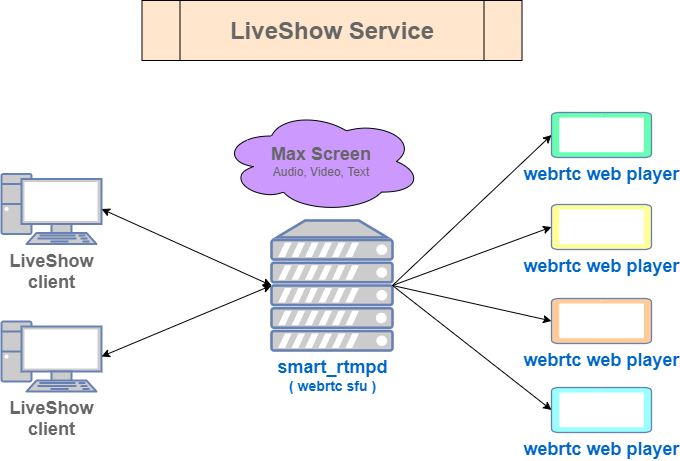 LiveShow Service
Max Screen
Audio, Video, Text
webrtc web player
LiveShow
client
webrtc web player
webrtc web player
smart_rtmpd
( webrtc sfu )
LiveShow
client
webrtc web player